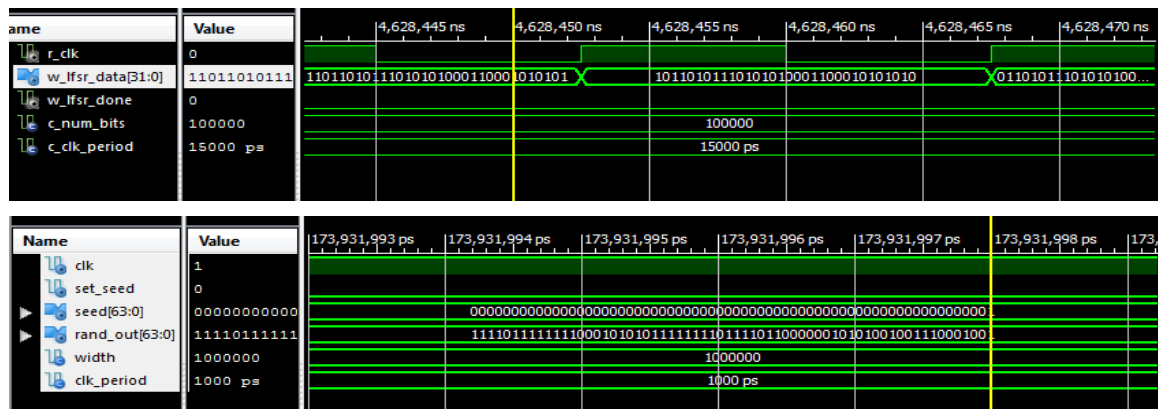 ame Value 4,628,445 ns 4,628,450 ns 4,628,455 ns 4,628,460 ns 4,628,465 ns 4,628,470 ns
r_clk 0
w_lfsr_data[31:0] 11011010111 11011010111010101000110001010101 10110101110101010001100010101010 01101011101010100...
w_lfsr_done 0
c_num_bits 100000 100000
c_clk_period 15000 ps 15000 ps
Name Value 173,931,993 ps 173,931,994 ps 173,931,995 ps 173,931,996 ps 173,931,997 ps 173,931,998 ps 173,
clk 1
set_seed 0
seed[63:0] 00000000000
rand_out[63:0] 11110111111
width 1000000 1000000
clk_period 1000 ps 1000 ps